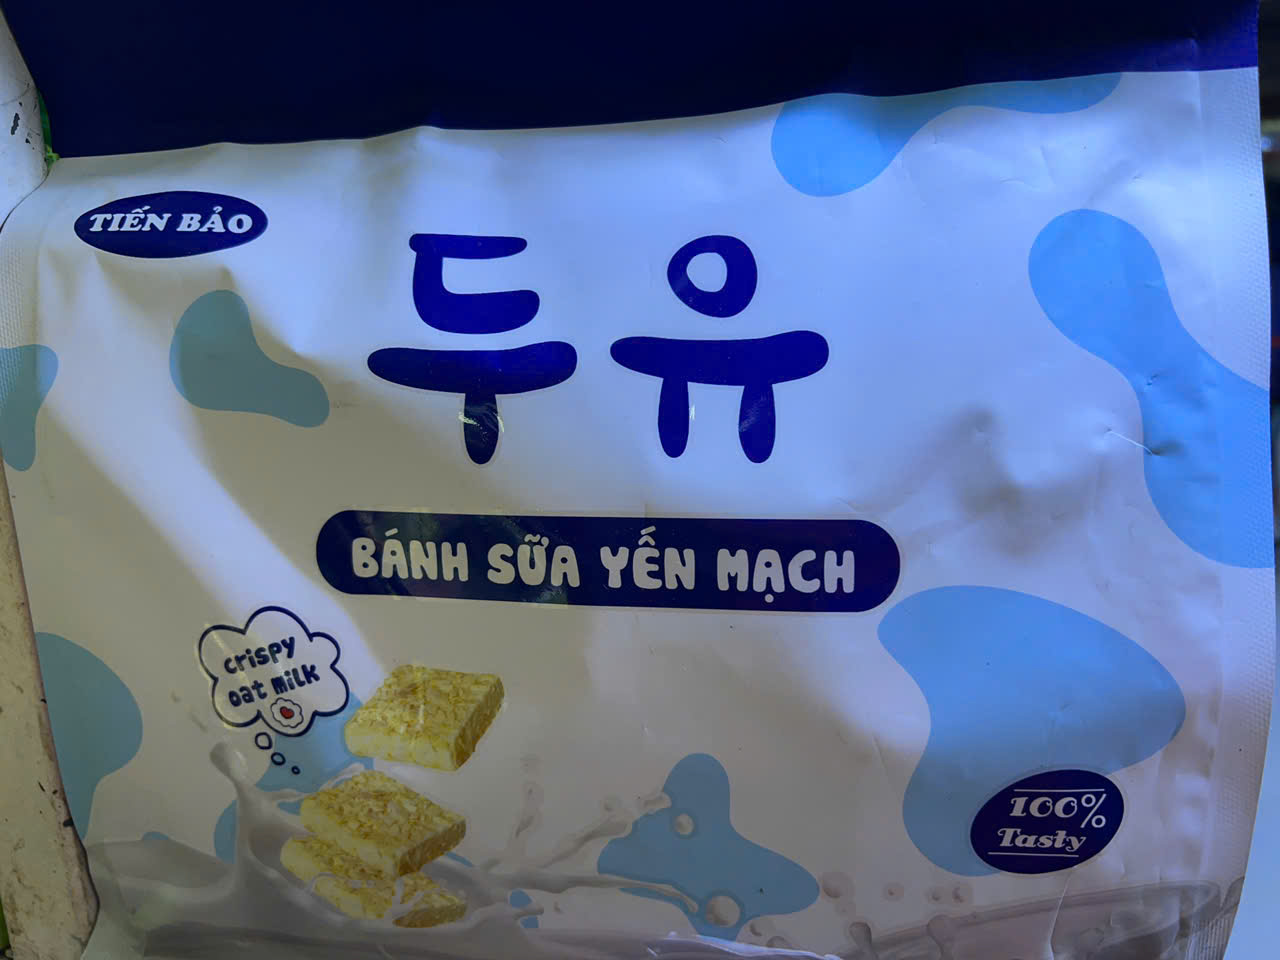 TIẾN BẢO
두유
BÁNH SỮA YẾN MẠCH
crispy
oat milk
100%
Tasty